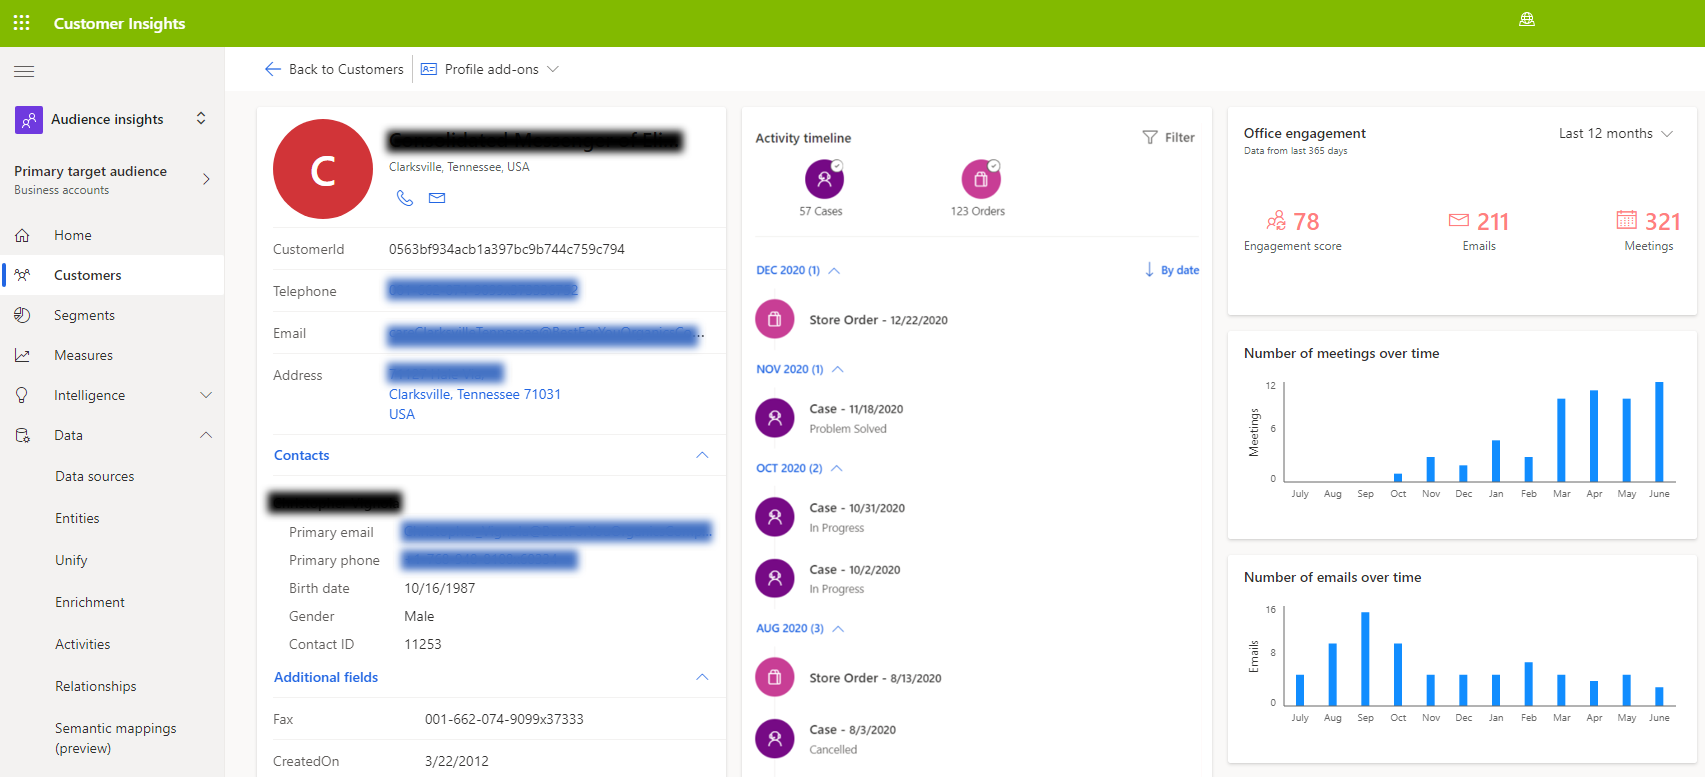 Customer Insights
Back to Customers
Profile add-ons
Audience insights
Primary target audience
Business accounts
Home
Customers
Segments
Measures
Intelligence
Data
Data sources
Entities
Unify
Enrichment
Activities
Relationships
Semantic mappings
(preview)
C
Clarksville, Tennessee, USA
CustomerId 0563bf934acb1a397bc9b744c759c794
Telephone
Email
Address
Clarksville, Tennessee 71031
USA
Contacts
Primary email
Primary phone
Birth date 10/16/1987
Gender Male
Contact ID 11253
Additional fields
Fax 001-662-074-9099x37333
CreatedOn 3/22/2012
Activity timeline
Filter
57 Cases
123 Orders
DEC 2020 (1)
By date
Store Order - 12/22/2020
NOV 2020 (1)
Case - 11/18/2020
Problem Solved
OCT 2020 (2)
Case - 10/31/2020
In Progress
Case - 10/2/2020
In Progress
AUG 2020 (3)
Store Order - 8/13/2020
Case - 8/3/2020
Cancelled
Office engagement
Last 12 months
Data from last 365 days
78
Engagement score
211
Emails
321
Meetings
Number of meetings over time
Meetings
12
6
0
July Aug Sep Oct Nov Dec Jan Feb Mar Apr May June
Number of emails over time
Emails
16
8
0
July Aug Sep Oct Nov Dec Jan Feb Mar Apr May June